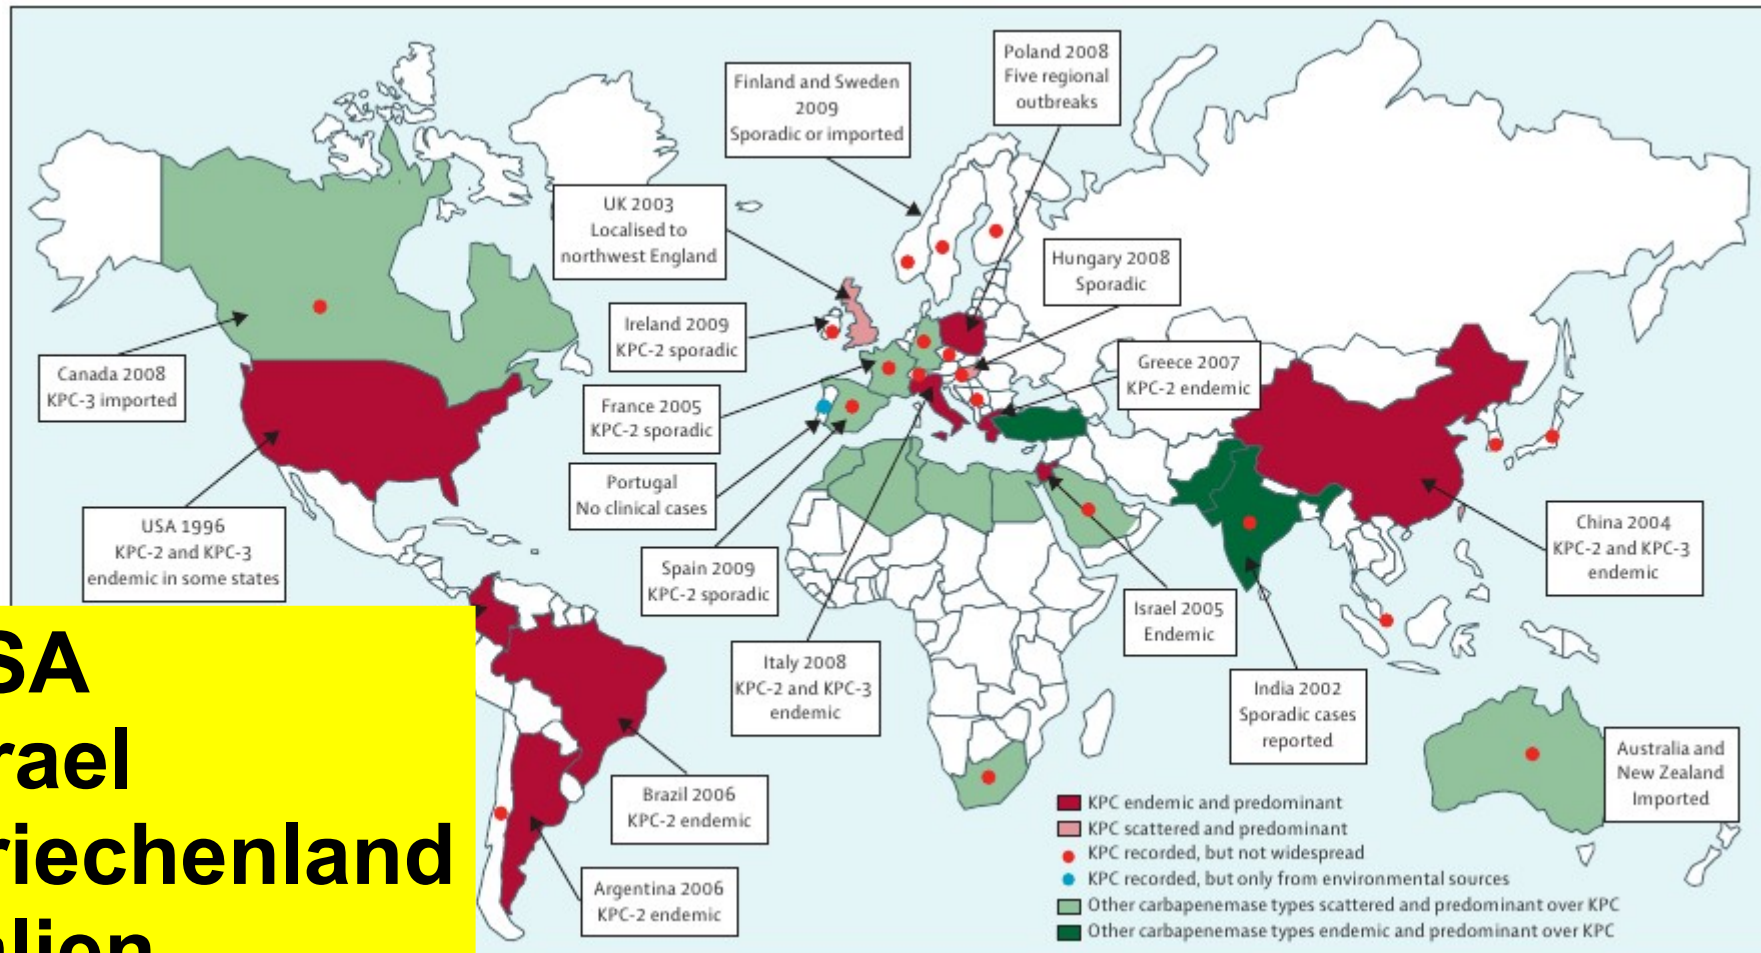 Poland 2008
Five regional
outbreaks
Finland and Sweden
2009
Sporadic or imported
UK 2003
Localised to
northwest England
Hungary 2008
Sporadic
Ireland 2009
KPC-2 sporadic
Greece 2007
KPC-2 endemic
Canada 2008
KPC-3 imported
France 2005
KPC-2 sporadic
Portugal
No clinical cases
USA 1996
KPC-2 and KPC-3
endemic in some states
Spain 2009
KPC-2 sporadic
China 2004
KPC-2 and KPC-3
endemic
Israel 2005
Endemic
Italy 2008
KPC-2 and KPC-3
endemic
India 2002
Sporadic cases
reported
Australia and
New Zealand
Imported
Brazil 2006
KPC-2 endemic
Argentina 2006
KPC-2 endemic
SA
rael
riechenland
alien
KPC endemic and predominant
KPC scattered and predominant
KPC recorded, but not widespread
KPC recorded, but only from environmental sources
Other carbapenemase types scattered and predominant over KPC
Other carbapenemase types endemic and predominant over KPC